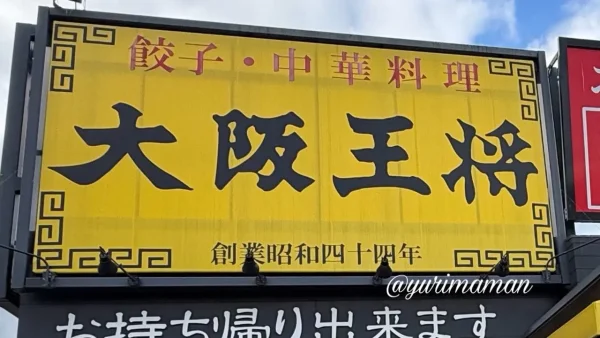 餃子・中華料理
大阪王将
創業昭和四十四年
@yurimaman
お持ち帰り出来ます